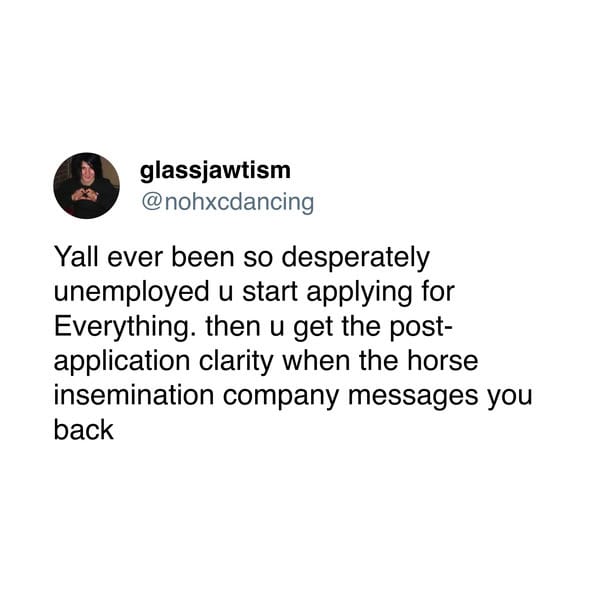 glassjawtism
@nohxcdancing
Yall ever been so desperately
unemployed u start applying for
Everything. then u get the post-
application clarity when the horse
insemination company messages you
back